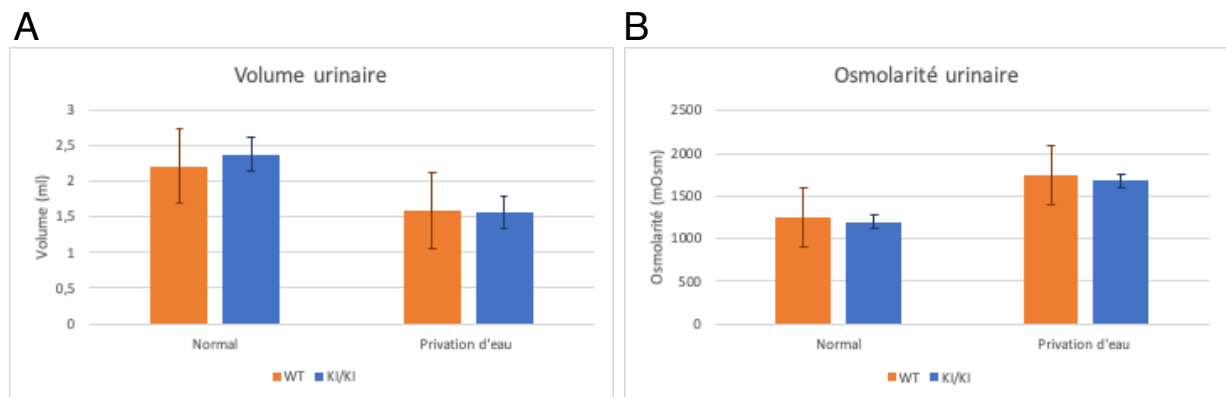 A
Volume urinaire
Volume (ml)
3
2,5
2
1,5
1
0,5
0
Normal
Privation d'eau
WT
KI/KI
B
Osmolarité urinaire
Osmolarité (mOsm)
2500
2000
1500
1000
500
0
Normal
Privation d'eau
WT
KI/KI